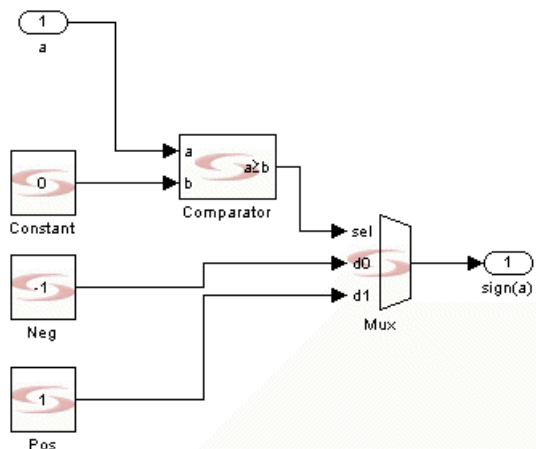 1
a
a
0
b
a≥b
Constant
Comparator
sel
-1
d0
1
d1
sign(a)
Neg
Mux
1
Pos